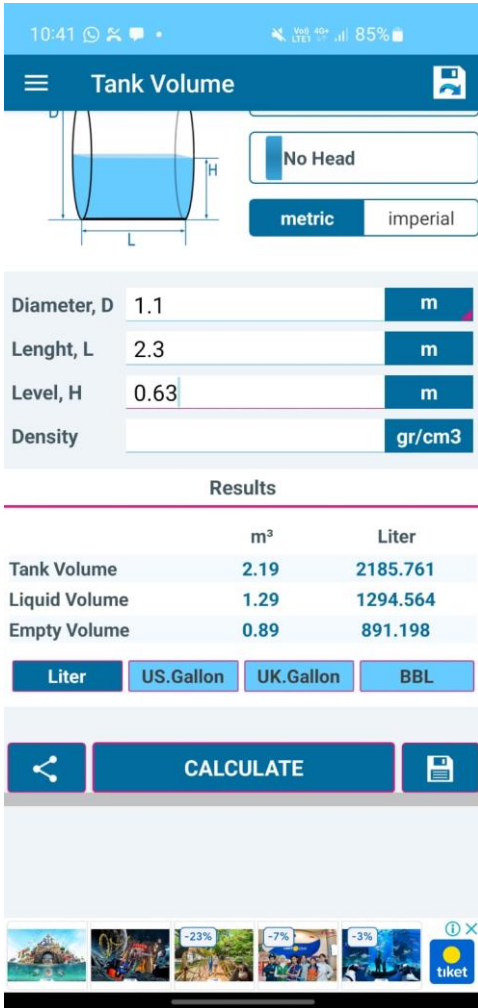 10:41 85%
Tank Volume
D
No Head
H
metric imperial
L
Diameter, D 1.1 m
Lenght, L 2.3 m
Level, H 0.63 m
Density gr/cm3
Results
m³ Liter
Tank Volume 2.19 2185.761
Liquid Volume 1.29 1294.564
Empty Volume 0.89 891.198
Liter US.Gallon UK.Gallon BBL
CALCULATE
-23% -7% -3%
tiket